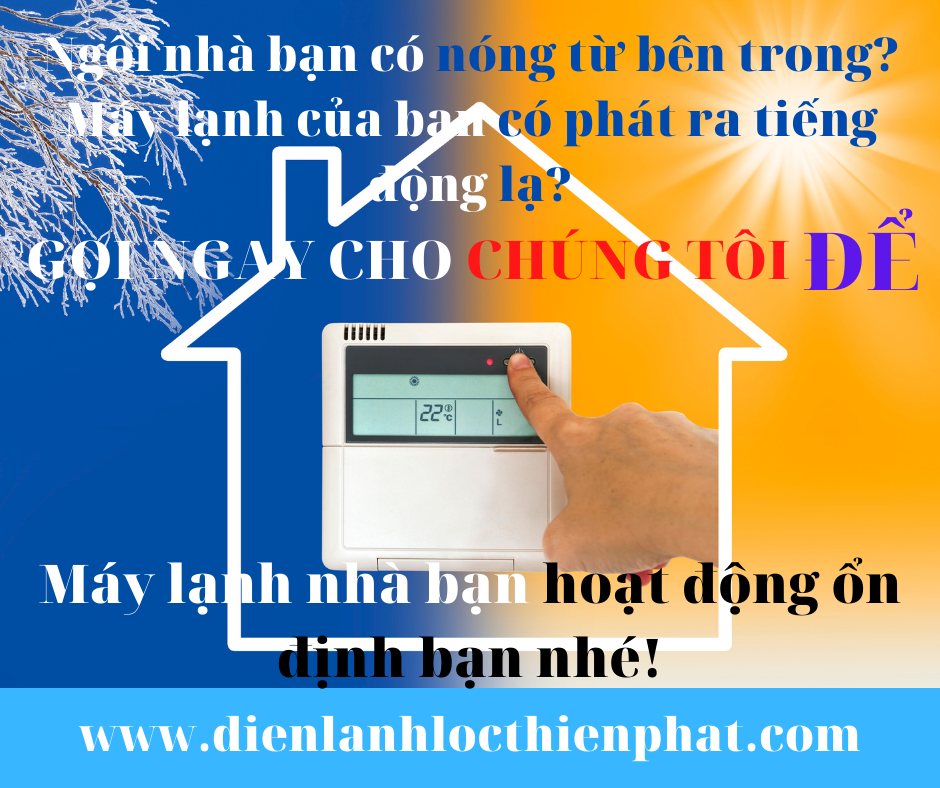 Ngôi nhà bạn có nóng từ bên trong?
Máy lạnh của bạn có phát ra tiếng
động lạ?
GỌI NGAY CHO CHÚNG TÔI ĐỂ
22 °C
L
Máy lạnh nhà bạn hoạt động ổn
định bạn nhé!
www.dienlanhlocthienphat.com